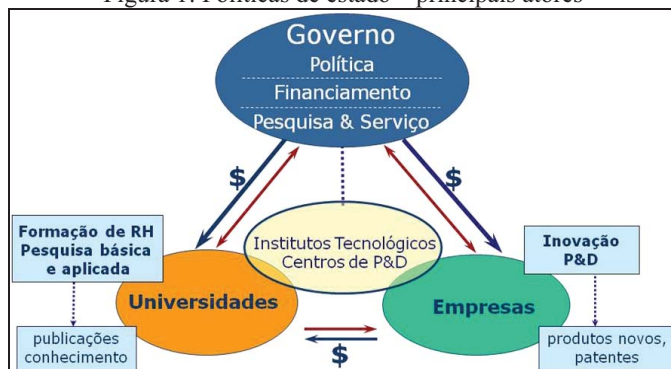 Figura 1: Políticas de estado – principais atores
Governo
Política
Financiamento
Pesquisa & Serviço
$
$
Formação de RH
Pesquisa básica
e aplicada
Institutos Tecnológicos
Centros de P&D
Inovação
P&D
Universidades
Empresas
publicações
conhecimento
$
produtos novos,
patentes